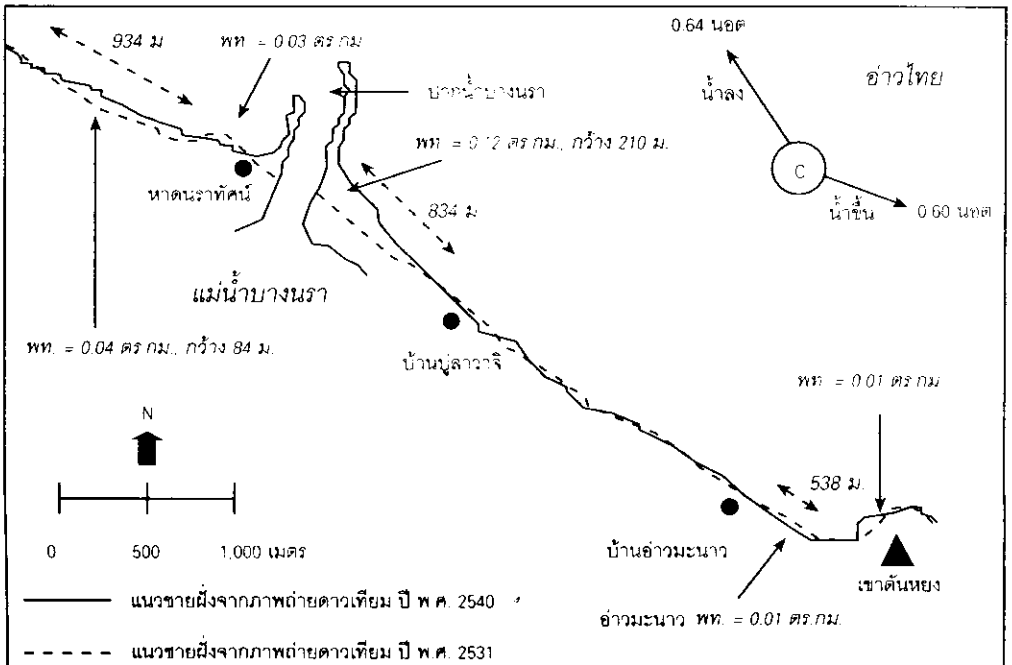 934 ม
พท. = 0.03 ตร กม
0.64 นอต
อ่าวไทย
น้ำลง
ปากน้ำบางนรา
พท = 0.12 ตร กม., กว้าง 210 ม.
C
หาดนราทัศน์
834 ม
น้ำขึ้น
0.60 นอต
แม่น้ำบางนรา
พท. = 0.04 ตร กม., กว้าง 84 ม.
บ้านบูลาวาจิ
พท = 0.01 ตร กม
N
538 ม.
0 500 1,000 เมตร
บ้านอ่าวมะนาว
เขาตันหยง
แนวชายฝั่งจากภาพถ่ายดาวเทียม ปี พ.ศ. 2540
อ่าวมะนาว พท. = 0.01 ตร.กม.
แนวชายฝั่งจากภาพถ่ายดาวเทียม ปี พ.ศ. 2531